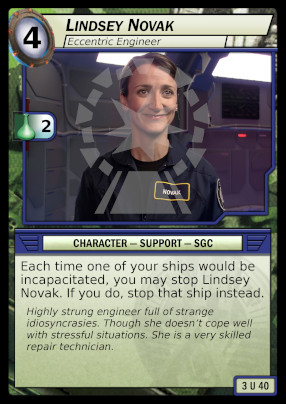 4
LINDSEY NOVAK
Eccentric Engineer
2
NOVAK
CHARACTER – SUPPORT – SGC
Each time one of your ships would be
incapacitated, you may stop Lindsey
Novak. If you do, stop that ship instead.
Highly strung engineer full of strange
idiosyncrasies. Though she doesn't cope well
with stressful situations. She is a very skilled
repair technician.
3 U 40